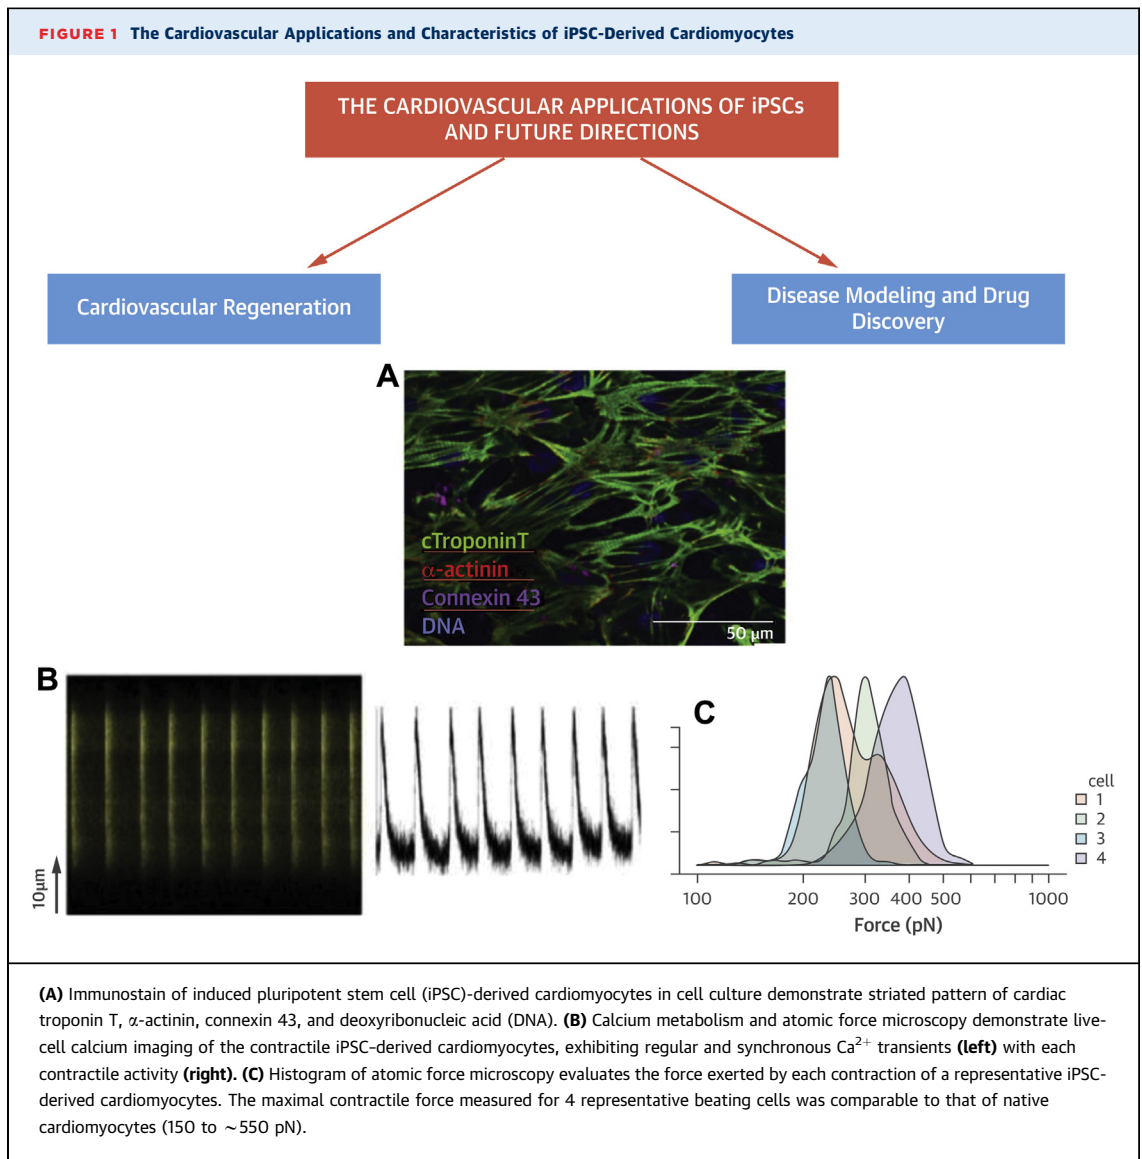 FIGURE 1 The Cardiovascular Applications and Characteristics of iPSC-Derived Cardiomyocytes
THE CARDIOVASCULAR APPLICATIONS OF iPSCs
AND FUTURE DIRECTIONS
Cardiovascular Regeneration
Disease Modeling and Drug
Discovery
A
cTroponinT
α-actinin
Connexin 43
DNA
50 µm
B
10µm
C
cell
1
2
3
4
100 200 300 400 500 1000
Force (pN)
(A) Immunostain of induced pluripotent stem cell (iPSC)-derived cardiomyocytes in cell culture demonstrate striated pattern of cardiac
troponin T, α-actinin, connexin 43, and deoxyribonucleic acid (DNA). (B) Calcium metabolism and atomic force microscopy demonstrate live-
cell calcium imaging of the contractile iPSC-derived cardiomyocytes, exhibiting regular and synchronous Ca²⁺ transients (left) with each
contractile activity (right). (C) Histogram of atomic force microscopy evaluates the force exerted by each contraction of a representative iPSC-
derived cardiomyocytes. The maximal contractile force measured for 4 representative beating cells was comparable to that of native
cardiomyocytes (150 to ~550 pN).